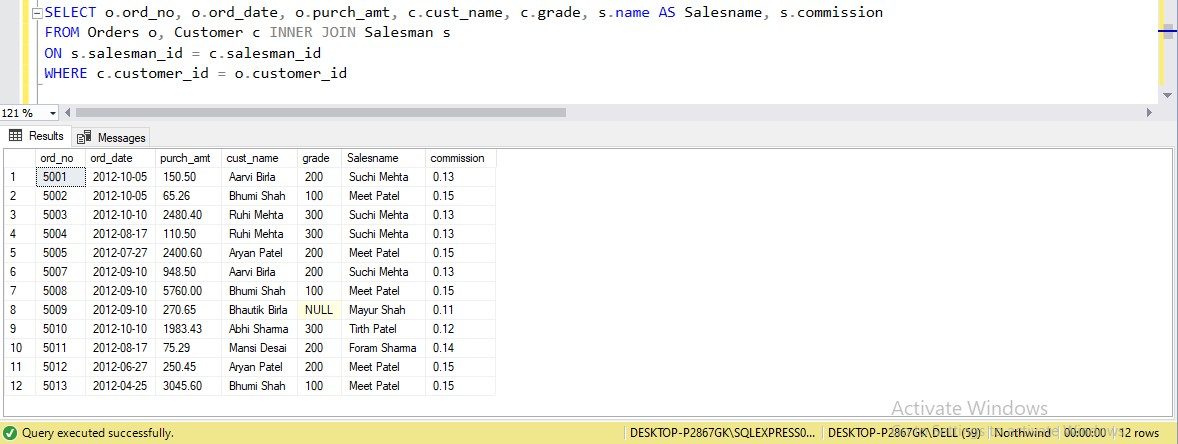 SELECT o.ord_no, o.ord_date, o.purch_amt, c.cust_name, c.grade, s.name AS Salesname, s.commission
FROM Orders o, Customer c INNER JOIN Salesman s
ON s.salesman_id = c.salesman_id
WHERE c.customer_id = o.customer_id
121 %
Results Messages
ord_no ord_date purch_amt cust_name grade Salesname commission
1 5001 2012-10-05 150.50 Aarvi Birla 200 Suchi Mehta 0.13
2 5002 2012-10-05 65.26 Bhumi Shah 100 Meet Patel 0.15
3 5003 2012-10-10 2480.40 Ruhi Mehta 300 Suchi Mehta 0.13
4 5004 2012-08-17 110.50 Ruhi Mehta 300 Suchi Mehta 0.13
5 5005 2012-07-27 2400.60 Aryan Patel 200 Meet Patel 0.15
6 5007 2012-09-10 948.50 Aarvi Birla 200 Suchi Mehta 0.13
7 5008 2012-09-10 5760.00 Bhumi Shah 100 Meet Patel 0.15
8 5009 2012-09-10 270.65 Bhautik Birla NULL Mayur Shah 0.11
9 5010 2012-10-10 1983.43 Abhi Sharma 300 Tirth Patel 0.12
10 5011 2012-08-17 75.29 Mansi Desai 200 Foram Sharma 0.14
11 5012 2012-06-27 250.45 Aryan Patel 200 Meet Patel 0.15
12 5013 2012-04-25 3045.60 Bhumi Shah 100 Meet Patel 0.15
Activate Windows
Query executed successfully. DESKTOP-P2867GK\SQLEXPRESS0... DESKTOP-P2867GK\DELL (59) Northwind 00:00:00 12 rows